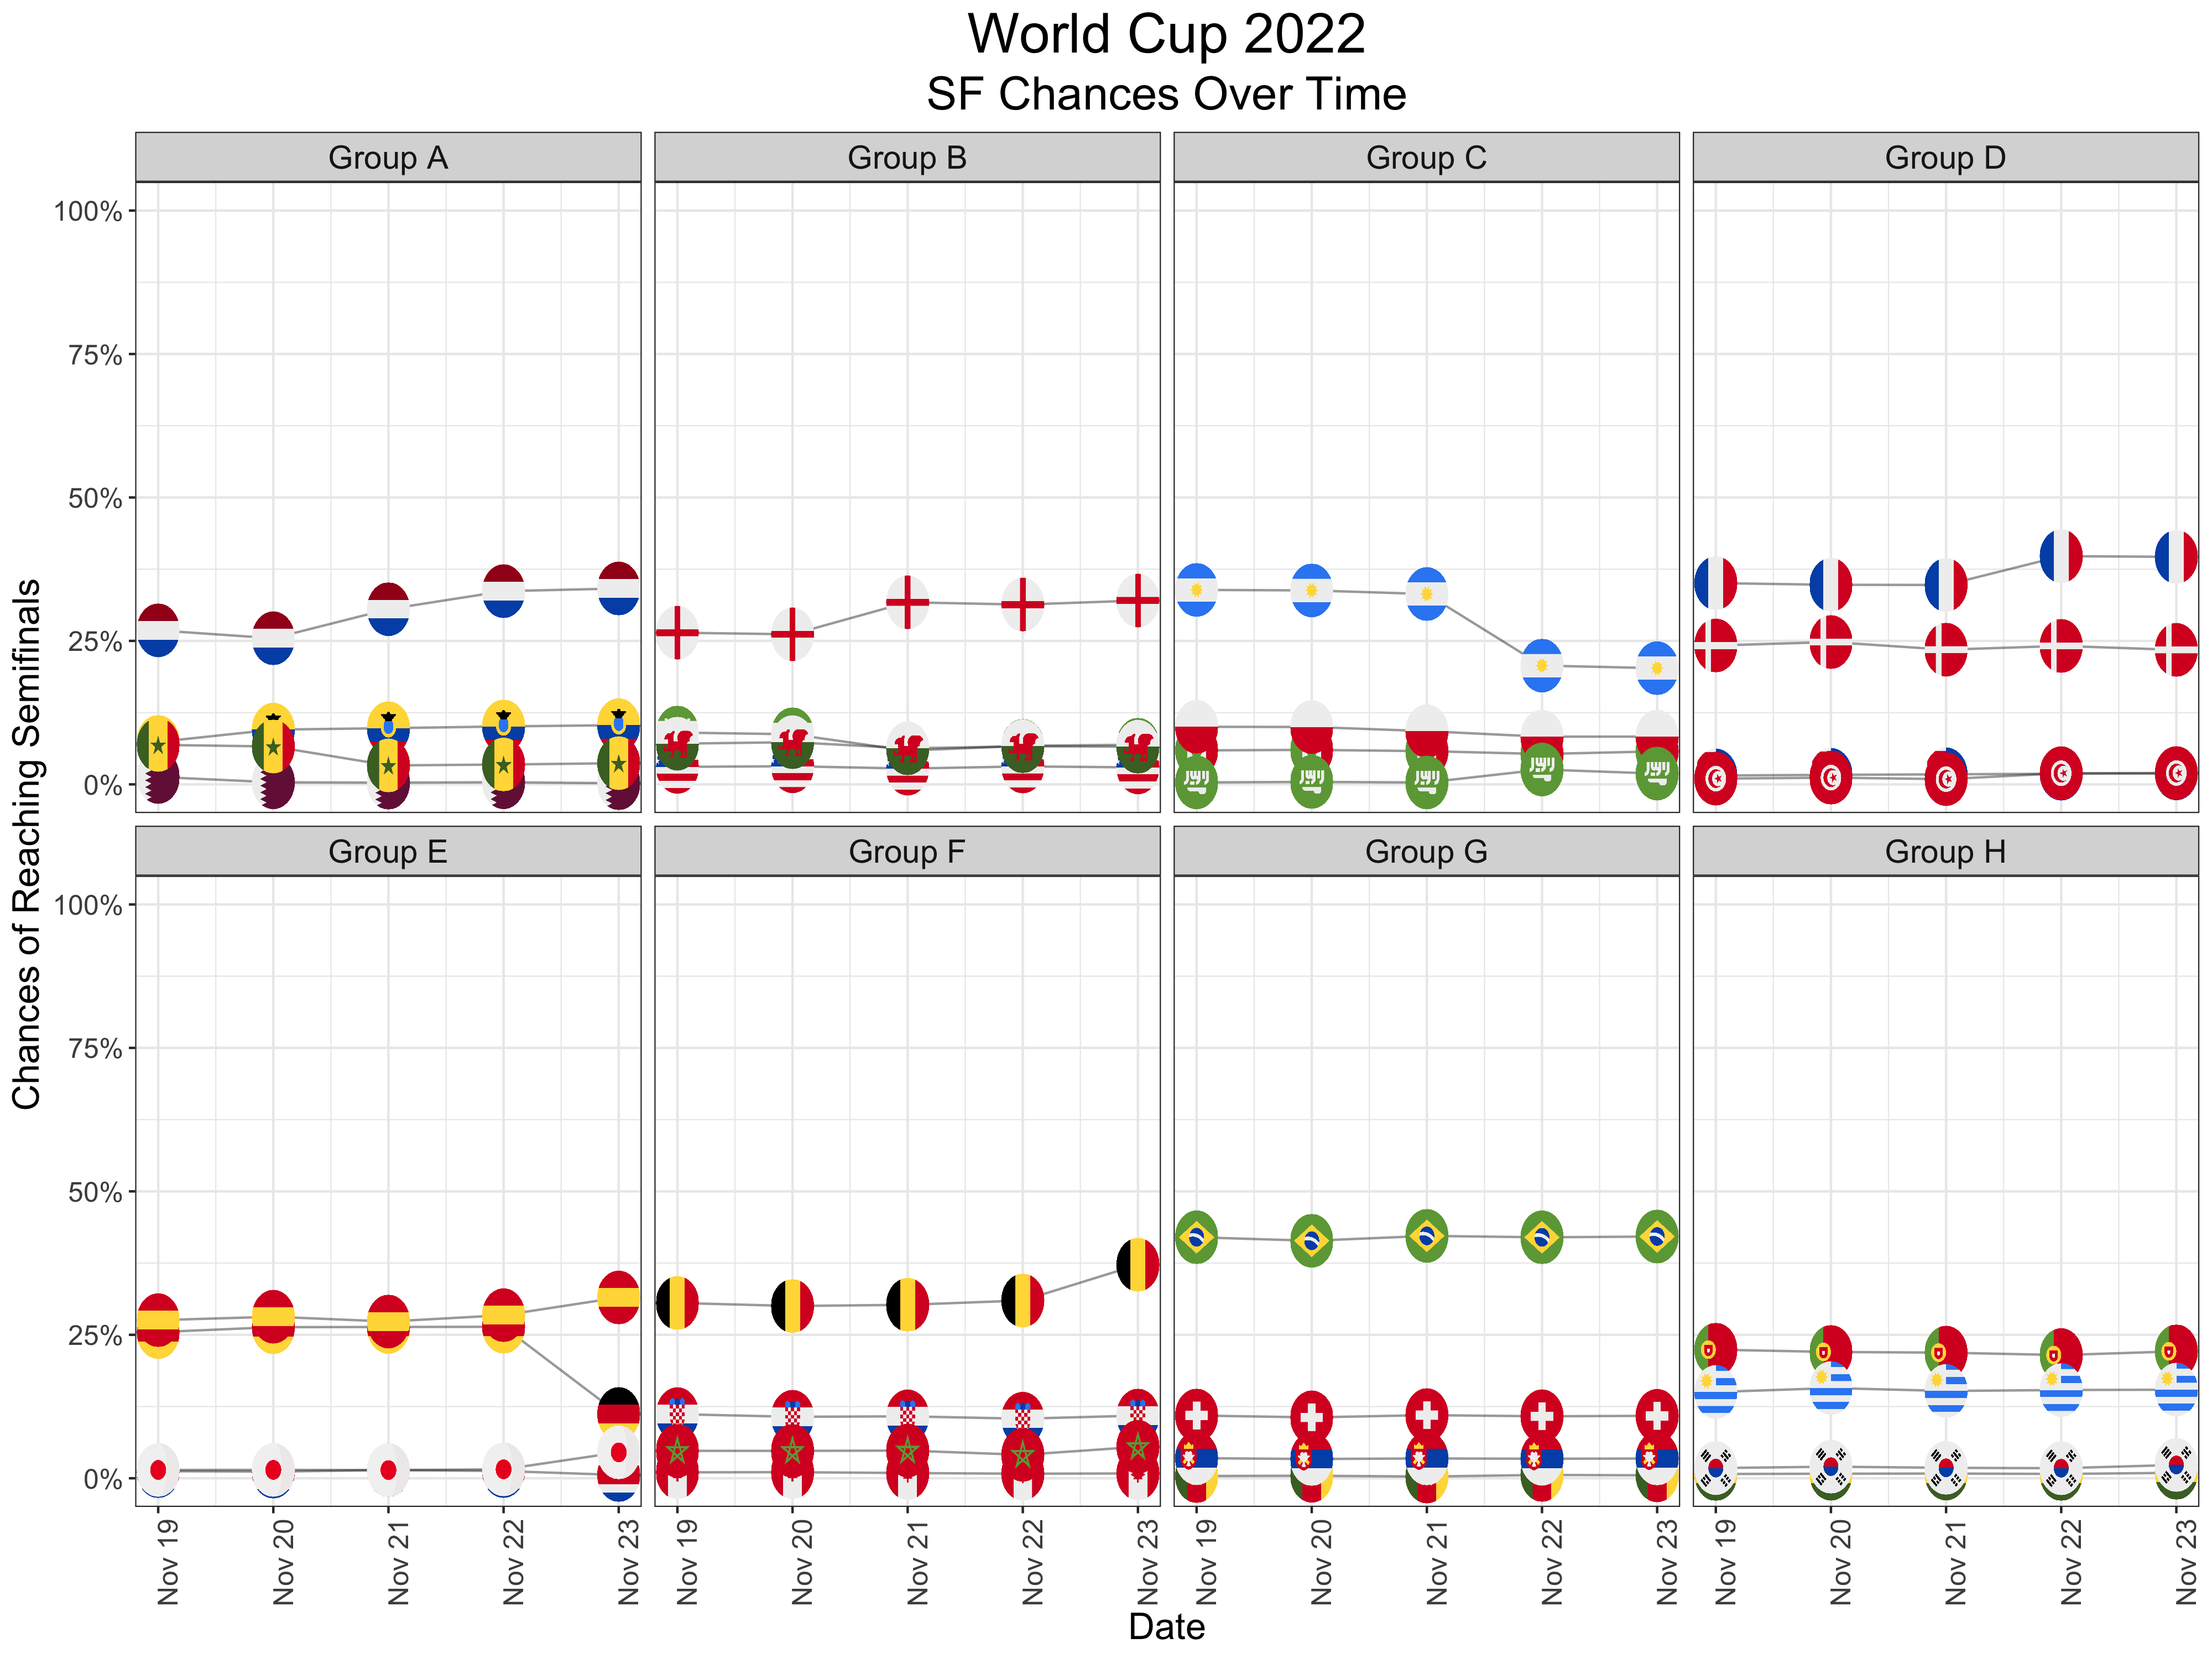 World Cup 2022
SF Chances Over Time
Group A
Group B
Group C
Group D
100%
75%
50%
25%
0%
Group E
Group F
Group G
Group H
100%
75%
50%
25%
0%
Chances of Reaching Semifinals
Nov 19
Nov 20
Nov 21
Nov 22
Nov 23
Nov 19
Nov 20
Nov 21
Nov 22
Nov 23
Nov 19
Nov 20
Nov 21
Nov 22
Nov 23
Nov 19
Nov 20
Nov 21
Nov 22
Nov 23
Date